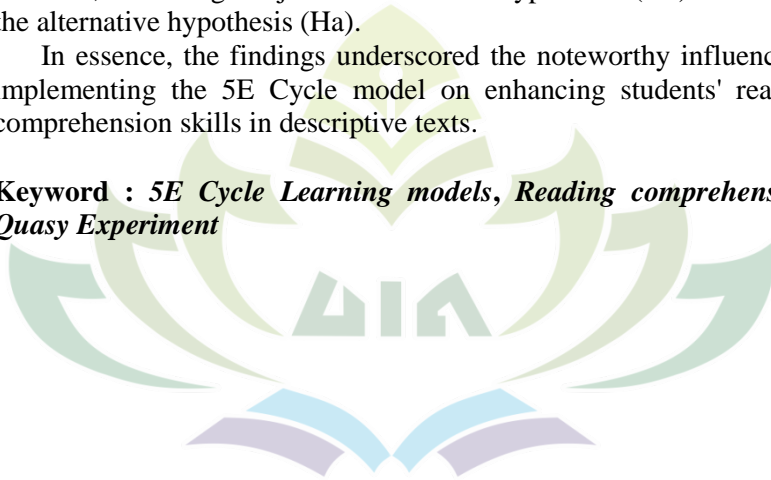 the alternative hypothesis (Ha).
In essence, the findings underscored the noteworthy influenc
implementing the 5E Cycle model on enhancing students' rea
comprehension skills in descriptive texts.
Keyword : 5E Cycle Learning models, Reading comprehens
Quasy Experiment
UIN